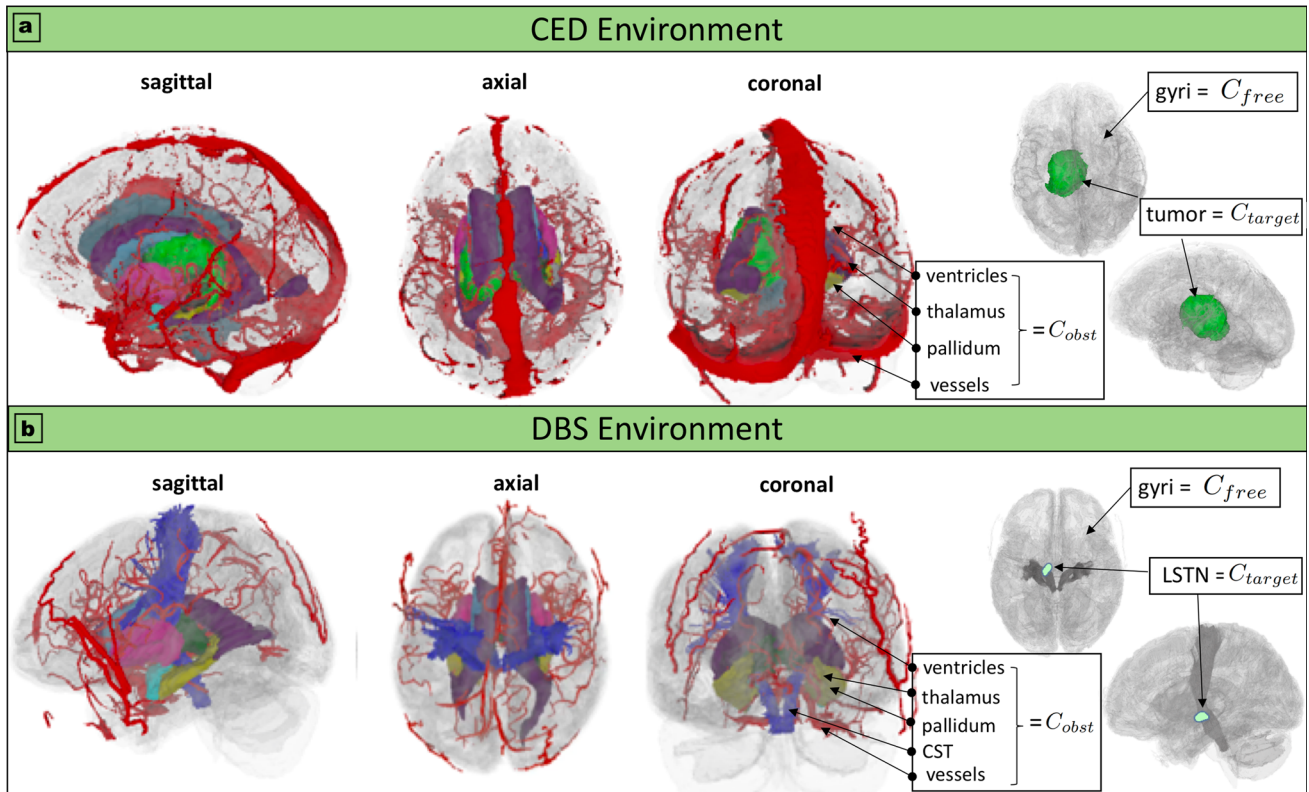 a
CED Environment
sagittal
axial
coronal
gyri = C_free
tumor = C_target
ventricles
thalamus
pallidum
vessels
= C_obst
b
DBS Environment
sagittal
axial
coronal
gyri = C_free
LSTN = C_target
ventricles
thalamus
pallidum
CST
vessels
= C_obst